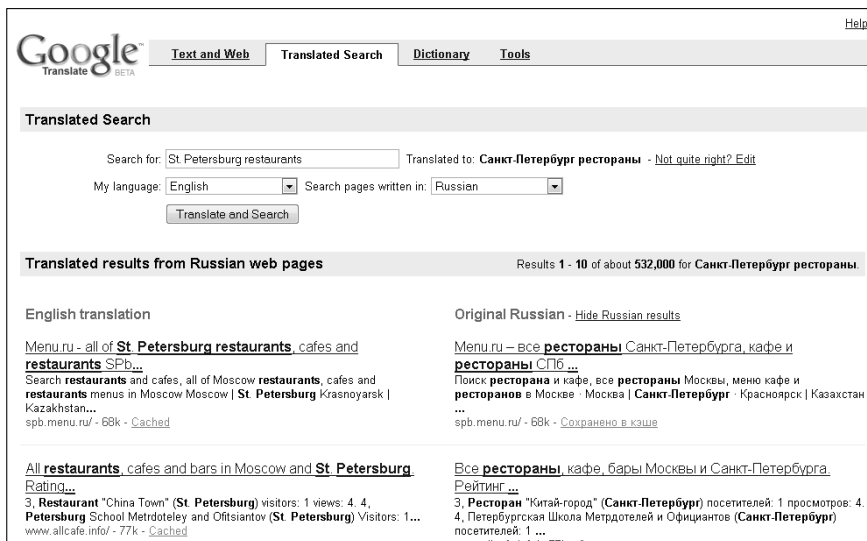 Help
Google™
Translate BETA
Text and Web Translated Search Dictionary Tools
Translated Search
Search for: St. Petersburg restaurants Translated to: Санкт-Петербург рестораны - Not quite right? Edit
My language: English Search pages written in: Russian
Translate and Search
Translated results from Russian web pages Results 1 - 10 of about 532,000 for Санкт-Петербург рестораны.
English translation
Menu.ru - all of St. Petersburg restaurants, cafes and
restaurants SPb...
Search restaurants and cafes, all of Moscow restaurants, cafes and
restaurants menus in Moscow Moscow | St. Petersburg Krasnoyarsk |
Kazakhstan...
spb.menu.ru/ - 68k - Cached
All restaurants, cafes and bars in Moscow and St. Petersburg.
Rating...
3, Restaurant "China Town" (St. Petersburg) visitors: 1 views: 4. 4,
Petersburg School Metrdoteley and Ofitsiantov (St. Petersburg) Visitors: 1...
www.allcafe.info/ - 77k - Cached
Original Russian - Hide Russian results
Menu.ru – все рестораны Санкт-Петербурга, кафе и
рестораны СПб ...
Поиск ресторана и кафе, все рестораны Москвы, меню кафе и
ресторанов в Москве · Москва | Санкт-Петербург · Красноярск | Казахстан
...
spb.menu.ru/ - 68k - Сохранено в кэше
Все рестораны, кафе, бары Москвы и Санкт-Петербурга.
Рейтинг ...
3, Ресторан "Китай-город" (Санкт-Петербург) посетителей: 1 просмотров: 4.
4, Петербургская Школа Метрдотелей и Официантов (Санкт-Петербург)
посетителей: 1 ...